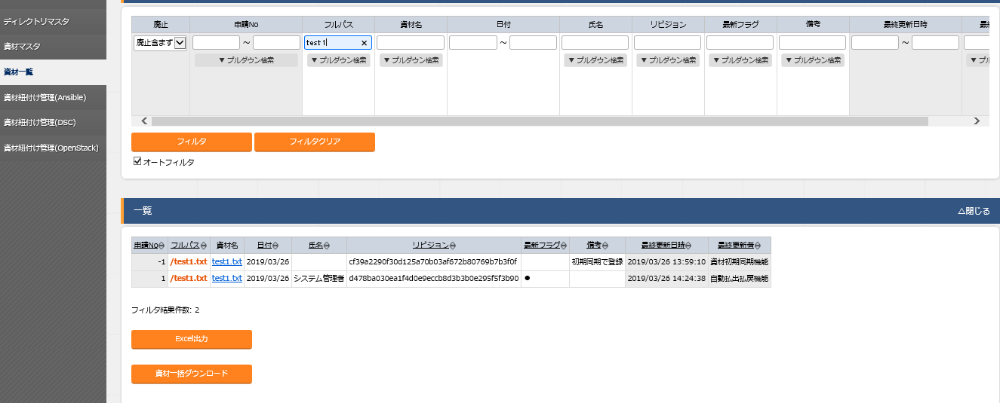 ディレクトリマスタ
資材マスタ
資材一覧
資材紐付け管理(Ansible)
資材紐付け管理(DSC)
資材紐付け管理(OpenStack)
廃止 申請No フルパス 資材名 日付 氏名 リビジョン 最新フラグ 備考 最終更新日時
廃止含まず ～ test1 × ～ ～
▼プルダウン検索 ▼プルダウン検索 ▼プルダウン検索 ▼プルダウン検索 ▼プルダウン検索 ▼プルダウン検索 ▼プルダウン検索 ▼プル
フィルタ フィルタクリア
オートフィルタ
一覧 △閉じる
申請No フルパス 資材名 日付 氏名 リビジョン 最新フラグ 備考 最終更新日時 最終更新者
-1 /test1.txt test1.txt 2019/03/26 cf39a2290f30d125a70b03af672b80769b7b3f0f 初期同期で登録 2019/03/26 13:59:10 資材初期同期機能
1 /test1.txt test1.txt 2019/03/26 システム管理者 d478ba030ea1f4d0e9eccb8d3b3b0e295f5f3b90 ● 2019/03/26 14:24:38 自動払出払戻機能
フィルタ結果件数: 2
Excel出力
資材一括ダウンロード